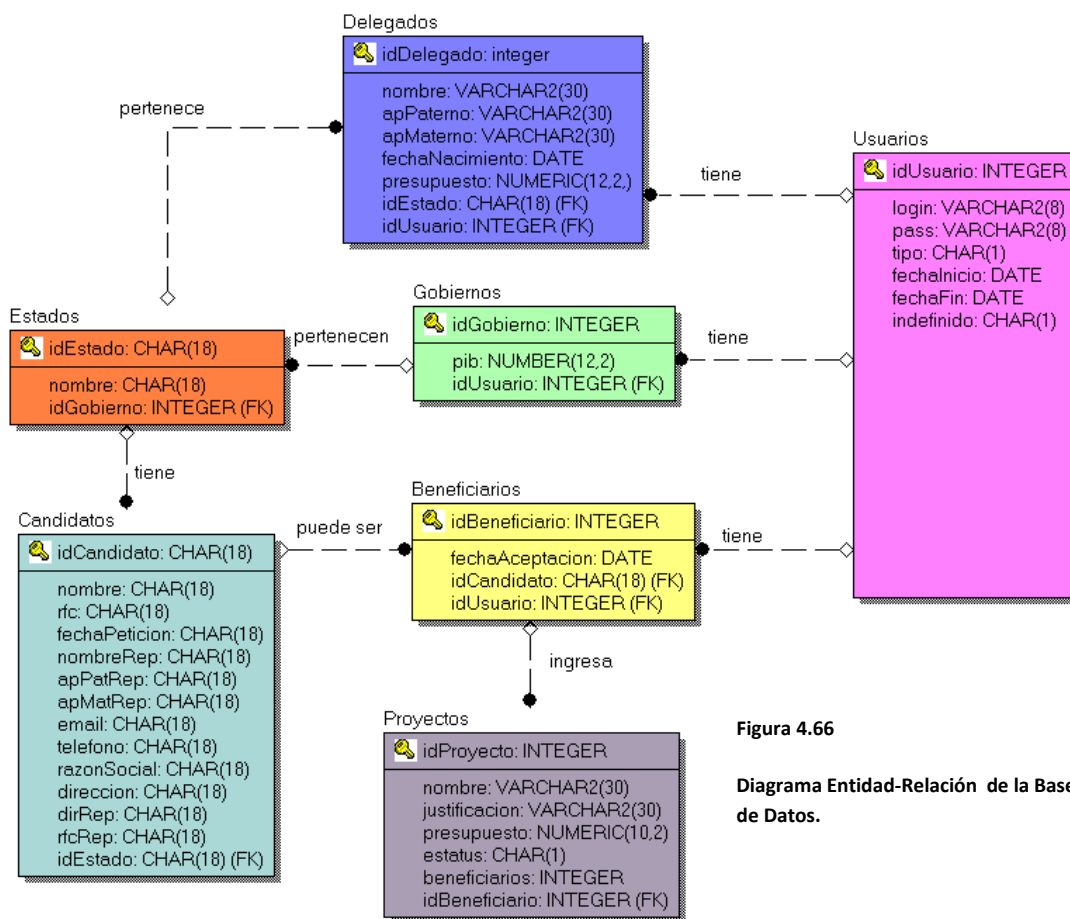 Delegados
idDelegado: integer
nombre: VARCHAR2(30)
apPaterno: VARCHAR2(30)
apMaterno: VARCHAR2(30)
fechaNacimiento: DATE
presupuesto: NUMERIC(12,2,)
idEstado: CHAR(18) (FK)
idUsuario: INTEGER (FK)
pertenece
tiene
Usuarios
idUsuario: INTEGER
login: VARCHAR2(8)
pass: VARCHAR2(8)
tipo: CHAR(1)
fechaInicio: DATE
fechaFin: DATE
indefinido: CHAR(1)
Estados
idEstado: CHAR(18)
nombre: CHAR(18)
idGobierno: INTEGER (FK)
pertenecen
Gobiernos
idGobierno: INTEGER
pib: NUMBER(12,2)
idUsuario: INTEGER (FK)
tiene
tiene
Candidatos
idCandidato: CHAR(18)
nombre: CHAR(18)
rfc: CHAR(18)
fechaPeticion: CHAR(18)
nombreRep: CHAR(18)
apPatRep: CHAR(18)
apMatRep: CHAR(18)
email: CHAR(18)
telefono: CHAR(18)
razonSocial: CHAR(18)
direccion: CHAR(18)
dirRep: CHAR(18)
rfcRep: CHAR(18)
idEstado: CHAR(18) (FK)
puede ser
Beneficiarios
idBeneficiario: INTEGER
fechaAceptacion: DATE
idCandidato: CHAR(18) (FK)
idUsuario: INTEGER (FK)
tiene
ingresa
Proyectos
idProyecto: INTEGER
nombre: VARCHAR2(30)
justificacion: VARCHAR2(30)
presupuesto: NUMERIC(10,2)
estatus: CHAR(1)
beneficiarios: INTEGER
idBeneficiario: INTEGER (FK)
Figura 4.66
Diagrama Entidad-Relación de la Base
de Datos.